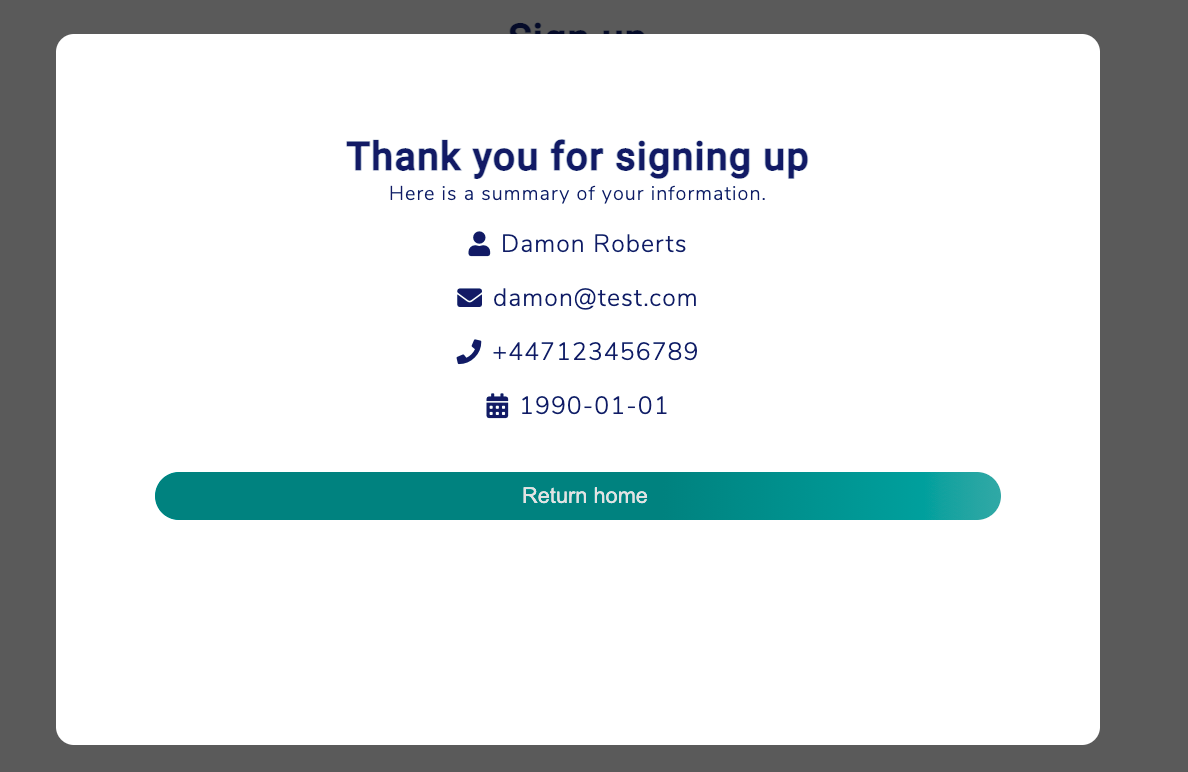 Sign up
Thank you for signing up
Here is a summary of your information.
Damon Roberts
damon@test.com
+447123456789
1990-01-01
Return home